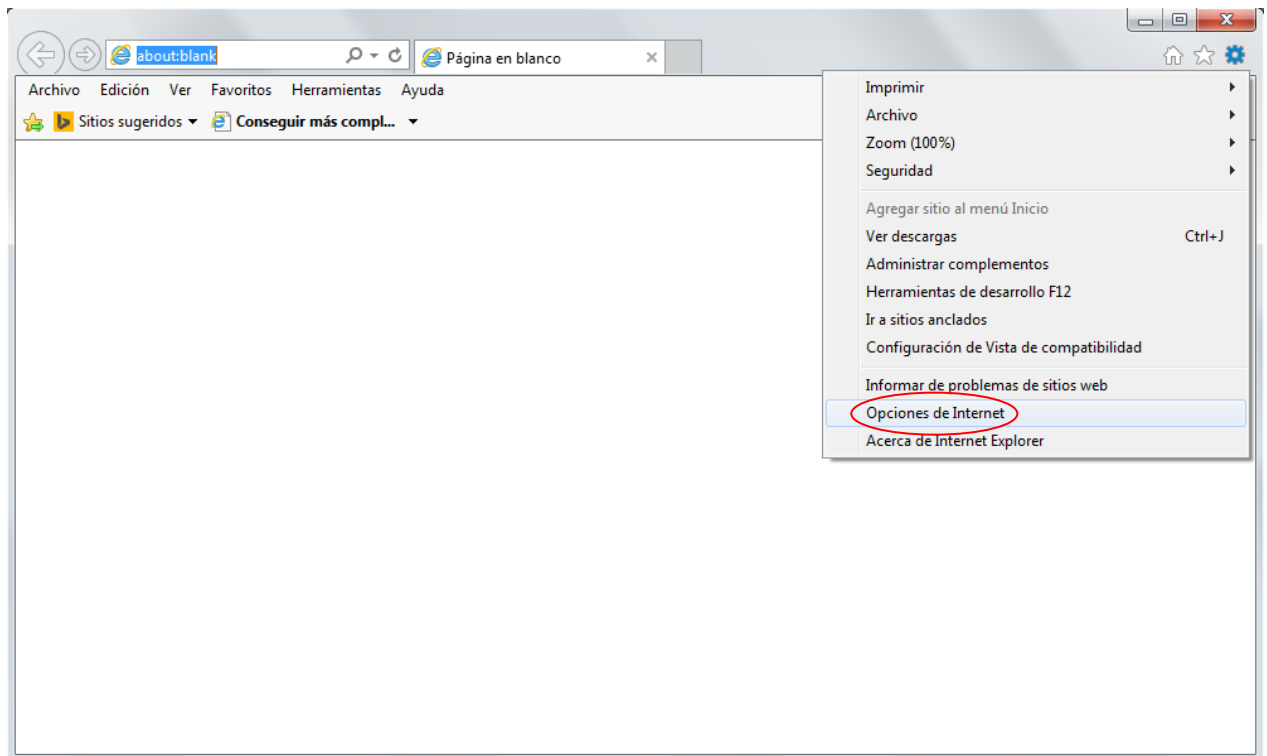 about:blank
Página en blanco
Archivo Edición Ver Favoritos Herramientas Ayuda
Sitios sugeridos Conseguir más compl...
Imprimir
Archivo
Zoom (100%)
Seguridad
Agregar sitio al menú Inicio
Ver descargas Ctrl+J
Administrar complementos
Herramientas de desarrollo F12
Ir a sitios anclados
Configuración de Vista de compatibilidad
Informar de problemas de sitios web
Opciones de Internet
Acerca de Internet Explorer